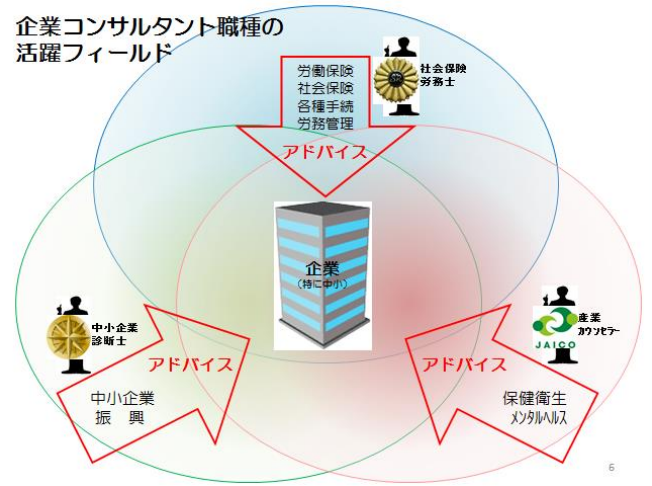 企業コンサルタント職種の
活躍フィールド
労働保険
社会保険
各種手続
労務管理
アドバイス
社会保険
労務士
企業
（特に中小）
中小企業
診断士
アドバイス
中小企業
振　興
産業
カウンセラー
JAICO
アドバイス
保健衛生
メンタルヘルス
6